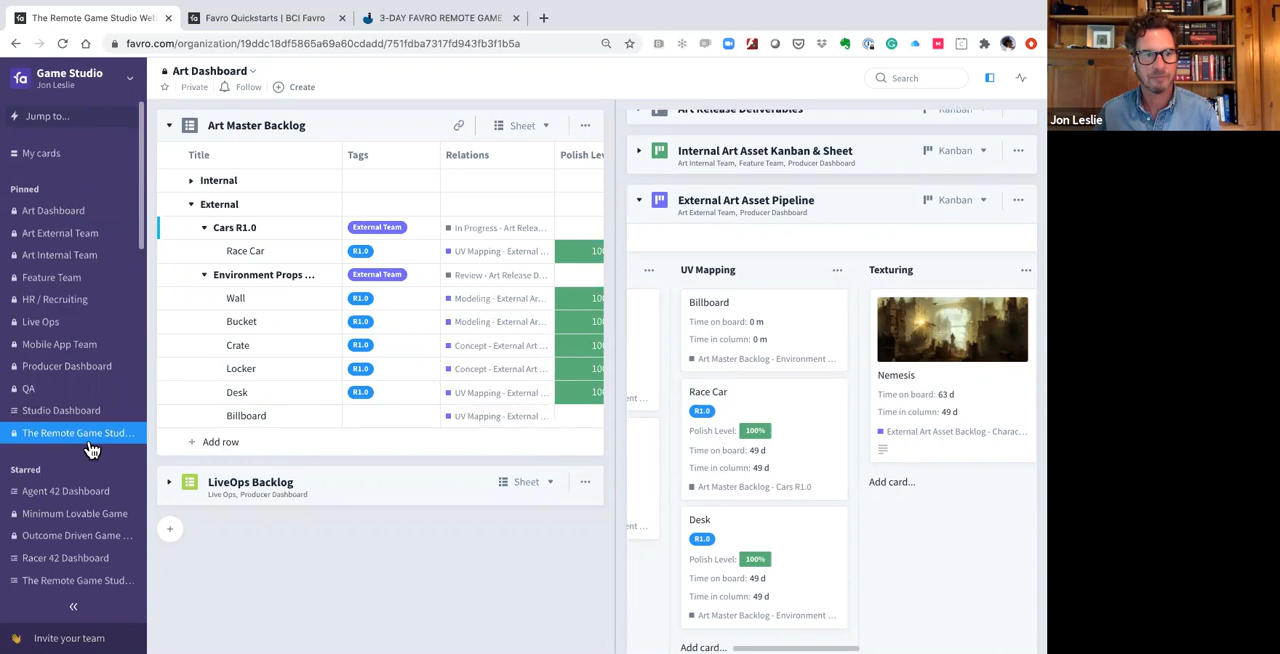 The Remote Game Studio Web
Favro Quickstarts | BCI Favro
3-DAY FAVRO REMOTE GAME
favro.com/organization/19ddc18df5865a69a60cdadd/751fdba7317fd943fb3f1b5a
Game Studio
Jon Leslie
Jump to...
My cards
Pinned
Art Dashboard
Art External Team
Art Internal Team
Feature Team
HR / Recruiting
Live Ops
Mobile App Team
Producer Dashboard
QA
Studio Dashboard
The Remote Game Stud...
Starred
Agent 42 Dashboard
Minimum Lovable Game
Outcome Driven Game ...
Racer 42 Dashboard
The Remote Game Stud...
Invite your team
Art Dashboard
Private Follow Create
Search
Art Master Backlog
Sheet
Title Tags Relations Polish Lev
Internal
External
Cars R1.0 External Team In Progress - Art Relea...
Race Car R1.0 UV Mapping - External ... 100
Environment Props ... External Team Review - Art Release D...
Wall R1.0 Modeling - External Ar... 100
Bucket R1.0 Modeling - External Ar... 100
Crate R1.0 Concept - External Art ... 100
Locker R1.0 Concept - External Art ... 100
Desk R1.0 UV Mapping - External ... 100
Billboard UV Mapping - External ...
Add row
LiveOps Backlog
Live Ops, Producer Dashboard
Sheet
Art Release Deliverables
Kanban
Internal Art Asset Kanban & Sheet
Art Internal Team, Feature Team, Producer Dashboard
Kanban
External Art Asset Pipeline
Art External Team, Producer Dashboard
Kanban
ent ...
ent ...
UV Mapping
Billboard
Time on board: 0 m
Time in column: 0 m
Art Master Backlog - Environment ...
Race Car
R1.0
Polish Level: 100%
Time on board: 49 d
Time in column: 49 d
Art Master Backlog - Cars R1.0
Desk
R1.0
Polish Level: 100%
Time on board: 49 d
Time in column: 49 d
Art Master Backlog - Environment ...
Add card...
Texturing
Nemesis
Time on board: 63 d
Time in column: 49 d
External Art Asset Backlog - Charac...
Add card...
Jon Leslie